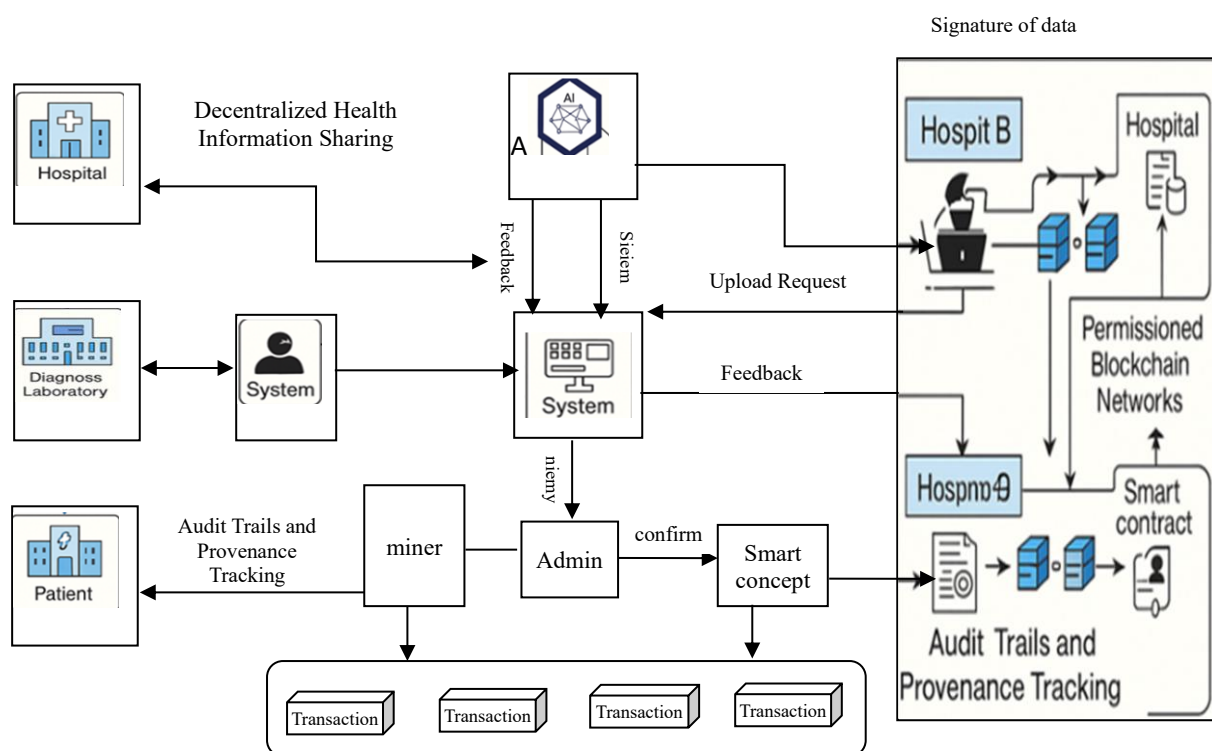 Signature of data
Hospital
Decentralized Health
Information Sharing
AI
A
Feedback
Sieiem
Hospit B
Hospital
Upload Request
Permissioned
Blockchain
Networks
Diagnoss
Laboratory
System
System
Feedback
niemy
Smart
contract
Patient
Audit Trails and
Provenance
Tracking
miner
Admin
confirm
Smart
concept
Audit Trails and
Provenance Tracking
Transaction
Transaction
Transaction
Transaction